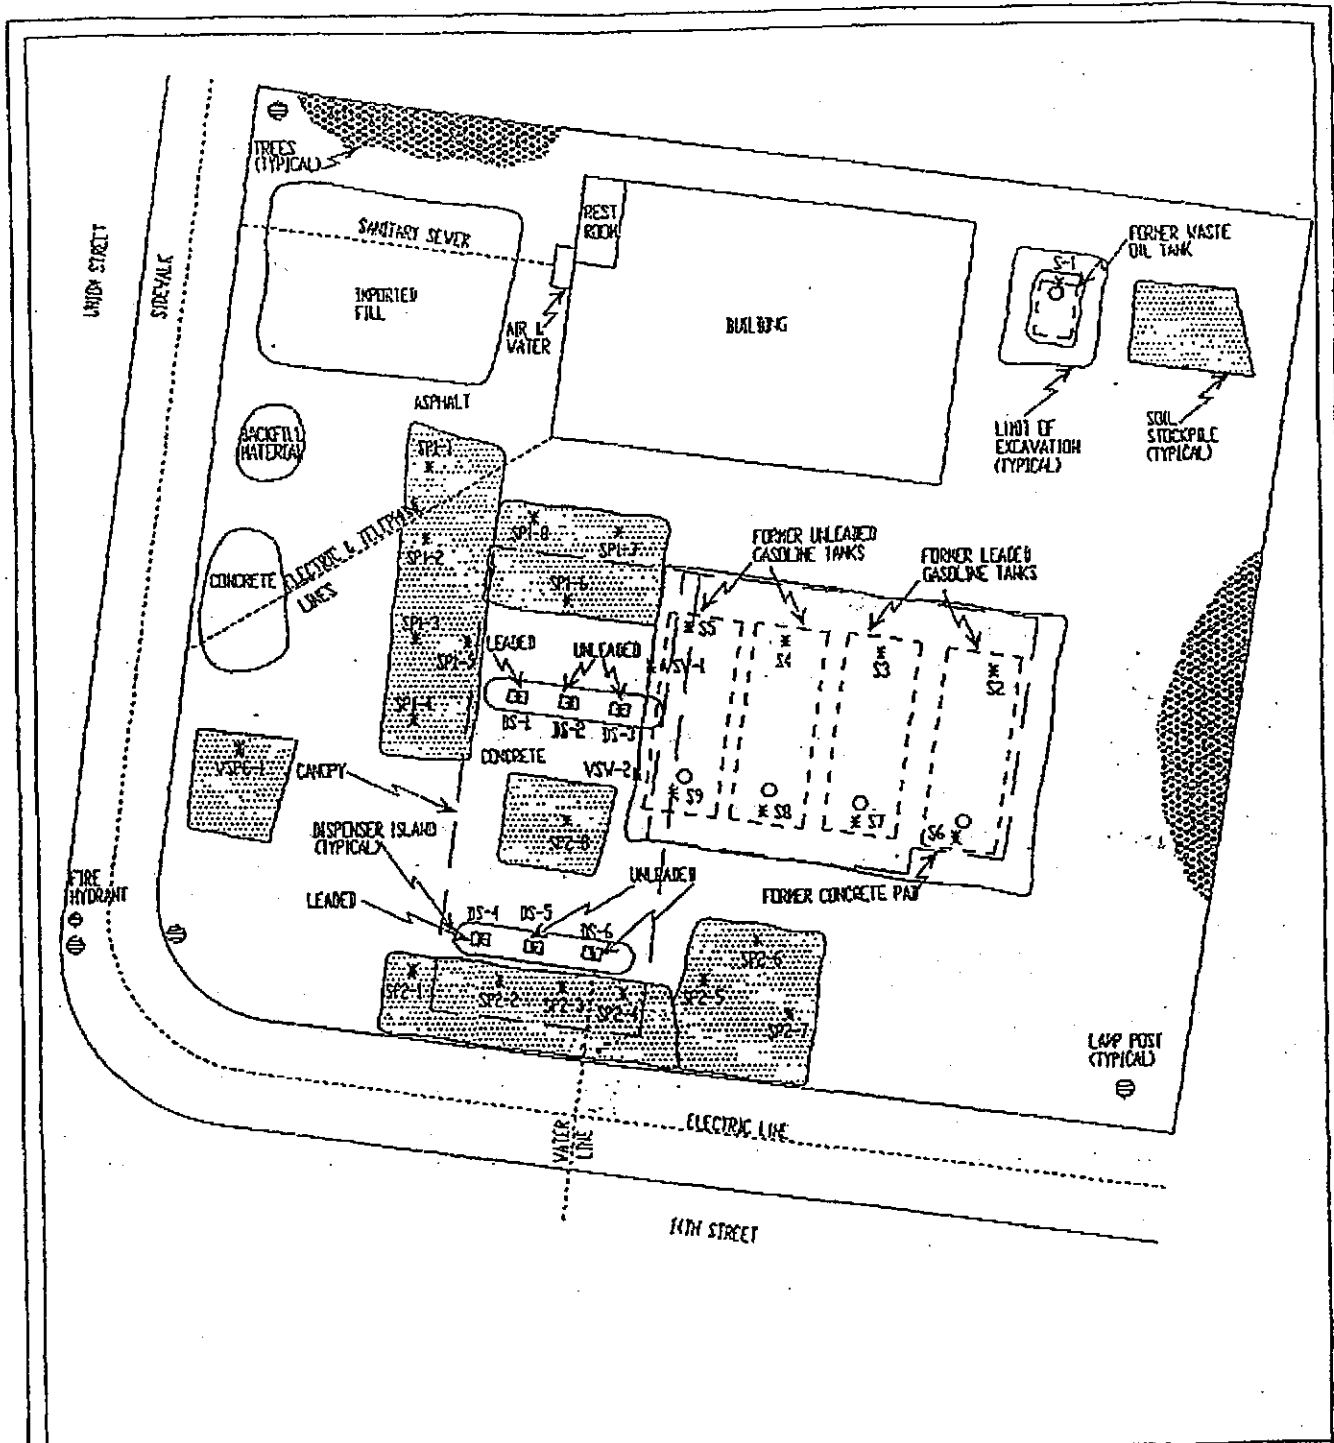 TREES
(TYPICAL)
UNION STREET
SIDEWALK
SANITARY SEWER
REST
ROOM
IMPORTED
FILL
AIR &
WATER
BUILDING
S-1
FORMER WASTE
OIL TANK
LIMIT OF
EXCAVATION
(TYPICAL)
SOIL
STOCKPILE
(TYPICAL)
ASPHALT
BACKFILL
MATERIAL
SP1-1
ELECTRIC & TELEPHONE
LINES
SP1-2
SP1-8
SP1-7
SP1-6
FORMER UNLEADED
GASOLINE TANKS
FORMER LEADED
GASOLINE TANKS
CONCRETE
SP1-3
SP1-5
SP1-4
LEADED
UNLEADED
S5
S4
S3
S2
DS-1
DS-2
DS-3
CONCRETE
VSW-2
CANOPY
DISPENSER ISLAND
(TYPICAL)
SP2-8
S9
S8
S7
S6
FORMER CONCRETE PAD
FIRE
HYDRANT
LEADED
UNLEADED
DS-4
DS-5
DS-6
SP2-1
SP2-2
SP2-3
SP2-4
SP2-5
SP2-6
SP2-7
LAMP POST
(TYPICAL)
WATER
LINE
ELECTRIC LINE
14TH STREET